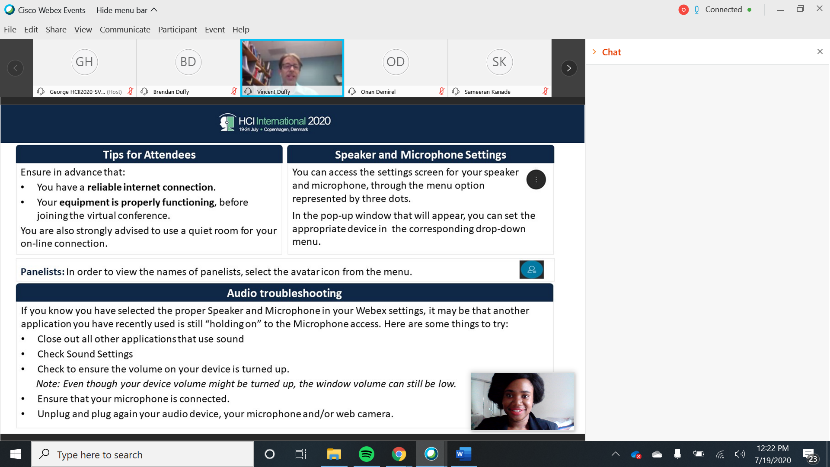 Cisco Webex Events Hide menu bar
Connected
File Edit Share View Communicate Participant Event Help
GH BD OD SK
George HCII2020 SV... (Host) Brendan Duffy Vincent Duffy Onan Demirel Sameeran Kanade
Chat
HCI International 2020
19-24 July • Copenhagen, Denmark
Tips for Attendees
Ensure in advance that:
• You have a reliable internet connection.
• Your equipment is properly functioning, before
joining the virtual conference.
You are also strongly advised to use a quiet room for your
on-line connection.
Speaker and Microphone Settings
You can access the settings screen for your speaker
and microphone, through the menu option
represented by three dots.
In the pop-up window that will appear, you can set the
appropriate device in the corresponding drop-down
menu.
Panelists: In order to view the names of panelists, select the avatar icon from the menu.
Audio troubleshooting
If you know you have selected the proper Speaker and Microphone in your Webex settings, it may be that another
application you have recently used is still “holding on” to the Microphone access. Here are some things to try:
• Close out all other applications that use sound
• Check Sound Settings
• Check to ensure the volume on your device is turned up.
Note: Even though your device volume might be turned up, the window volume can still be low.
• Ensure that your microphone is connected.
• Unplug and plug again your audio device, your microphone and/or web camera.
Type here to search
12:22 PM
7/19/2020
23